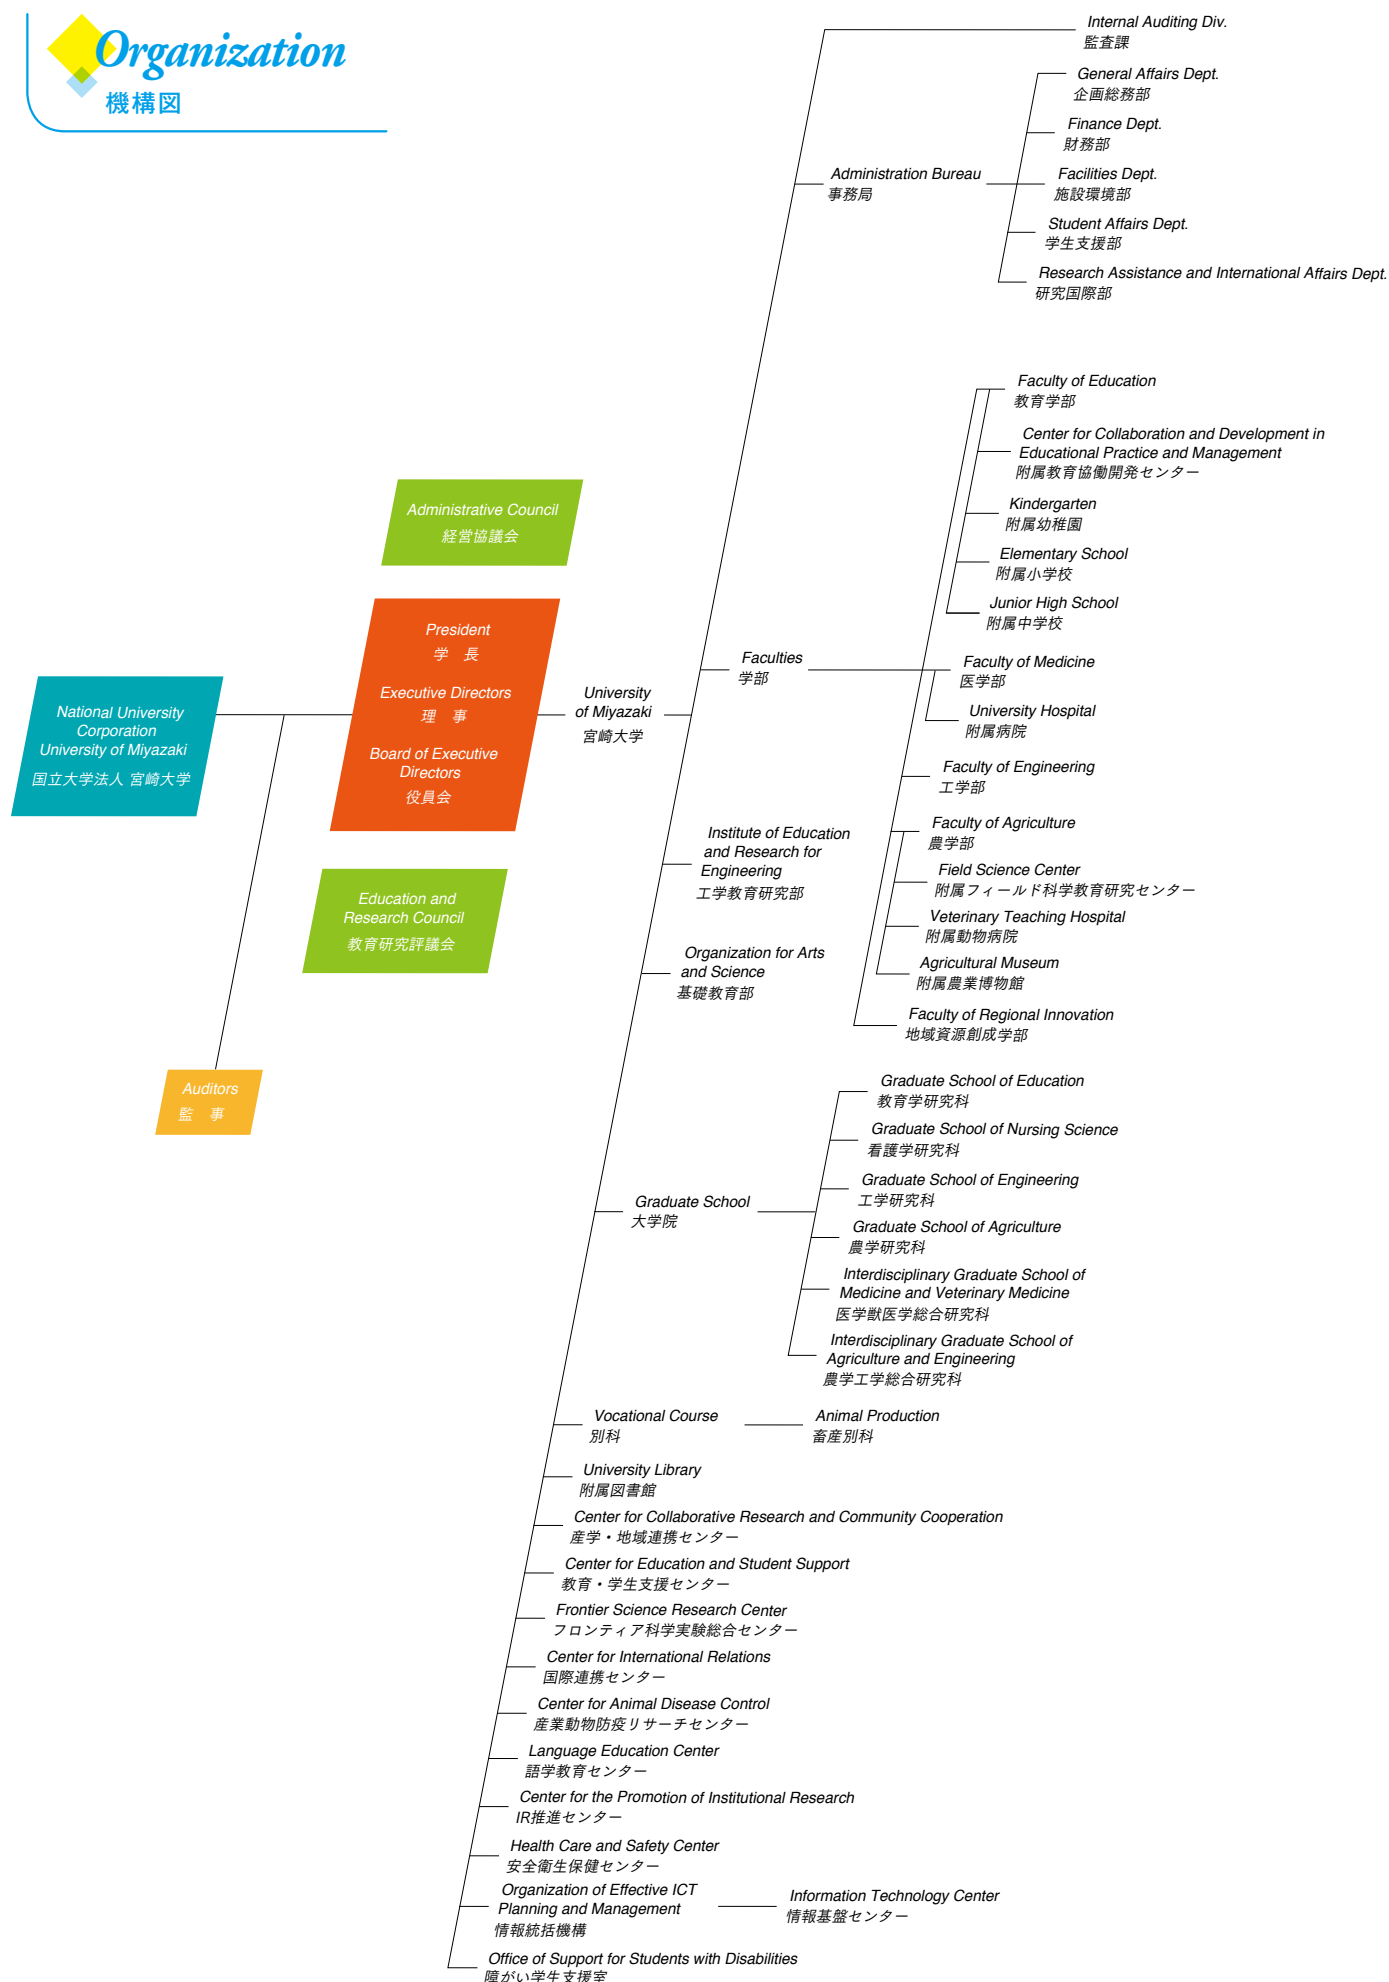 Organization
機構図
Internal Auditing Div.
監査課
General Affairs Dept.
企画総務部
Finance Dept.
財務部
Administration Bureau
事務局
Facilities Dept.
施設環境部
Student Affairs Dept.
学生支援部
Research Assistance and International Affairs Dept.
研究国際部
Faculty of Education
教育学部
Center for Collaboration and Development in
Educational Practice and Management
附属教育協働開発センター
Kindergarten
附属幼稚園
Elementary School
附属小学校
Junior High School
附属中学校
Administrative Council
経営協議会
President
学 長
Executive Directors
理 事
Board of Executive
Directors
役員会
National University
Corporation
University of Miyazaki
国立大学法人 宮崎大学
University
of Miyazaki
宮崎大学
Faculties
学部
Faculty of Medicine
医学部
University Hospital
附属病院
Faculty of Engineering
工学部
Faculty of Agriculture
農学部
Field Science Center
附属フィールド科学教育研究センター
Veterinary Teaching Hospital
附属動物病院
Agricultural Museum
附属農業博物館
Faculty of Regional Innovation
地域資源創成学部
Institute of Education
and Research for
Engineering
工学教育研究部
Education and
Research Council
教育研究評議会
Organization for Arts
and Science
基礎教育部
Auditors
監 事
Graduate School
大学院
Graduate School of Education
教育学研究科
Graduate School of Nursing Science
看護学研究科
Graduate School of Engineering
工学研究科
Graduate School of Agriculture
農学研究科
Interdisciplinary Graduate School of
Medicine and Veterinary Medicine
医学獣医学総合研究科
Interdisciplinary Graduate School of
Agriculture and Engineering
農学工学総合研究科
Vocational Course
別科
Animal Production
畜産別科
University Library
附属図書館
Center for Collaborative Research and Community Cooperation
産学・地域連携センター
Center for Education and Student Support
教育・学生支援センター
Frontier Science Research Center
フロンティア科学実験総合センター
Center for International Relations
国際連携センター
Center for Animal Disease Control
産業動物防疫リサーチセンター
Language Education Center
語学教育センター
Center for the Promotion of Institutional Research
IR推進センター
Health Care and Safety Center
安全衛生保健センター
Organization of Effective ICT
Planning and Management
情報統括機構
Information Technology Center
情報基盤センター
Office of Support for Students with Disabilities
障がい学生支援室